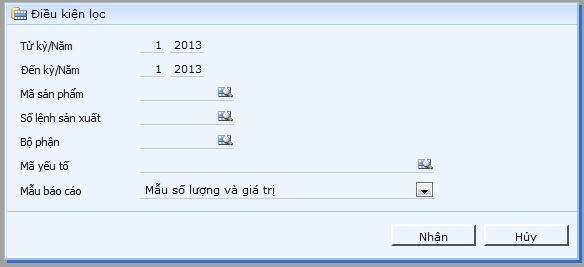 Điều kiện lọc
Từ kỳ/Năm 1 2013
Đến kỳ/Năm 1 2013
Mã sản phẩm
Số lệnh sản xuất
Bộ phận
Mã yếu tố
Mẫu báo cáo Mẫu số lượng và giá trị
Nhận Hủy